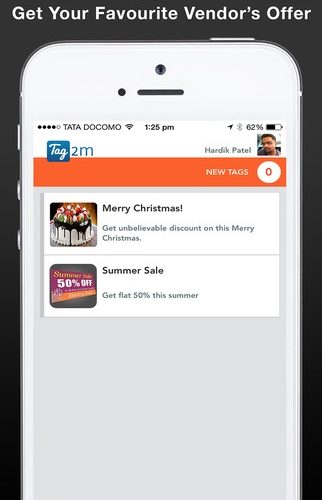 Get Your Favourite Vendor's Offer
TATA DOCOMO 1:25 pm 62%
Tag2m
Hardik Patel
NEW TAGS 0
Merry Christmas!
Get unbelievable discount on this Merry
Christmas.
Summer Sale
Summer Sale
50% OFF
Get flat 50% this summer